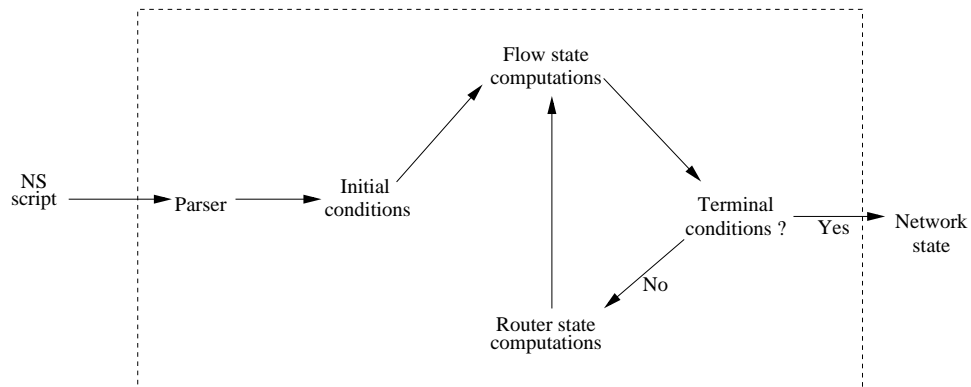 Flow state
computations
NS
script
Parser
Initial
conditions
Terminal
conditions ?
Yes
Network
state
No
Router state
computations